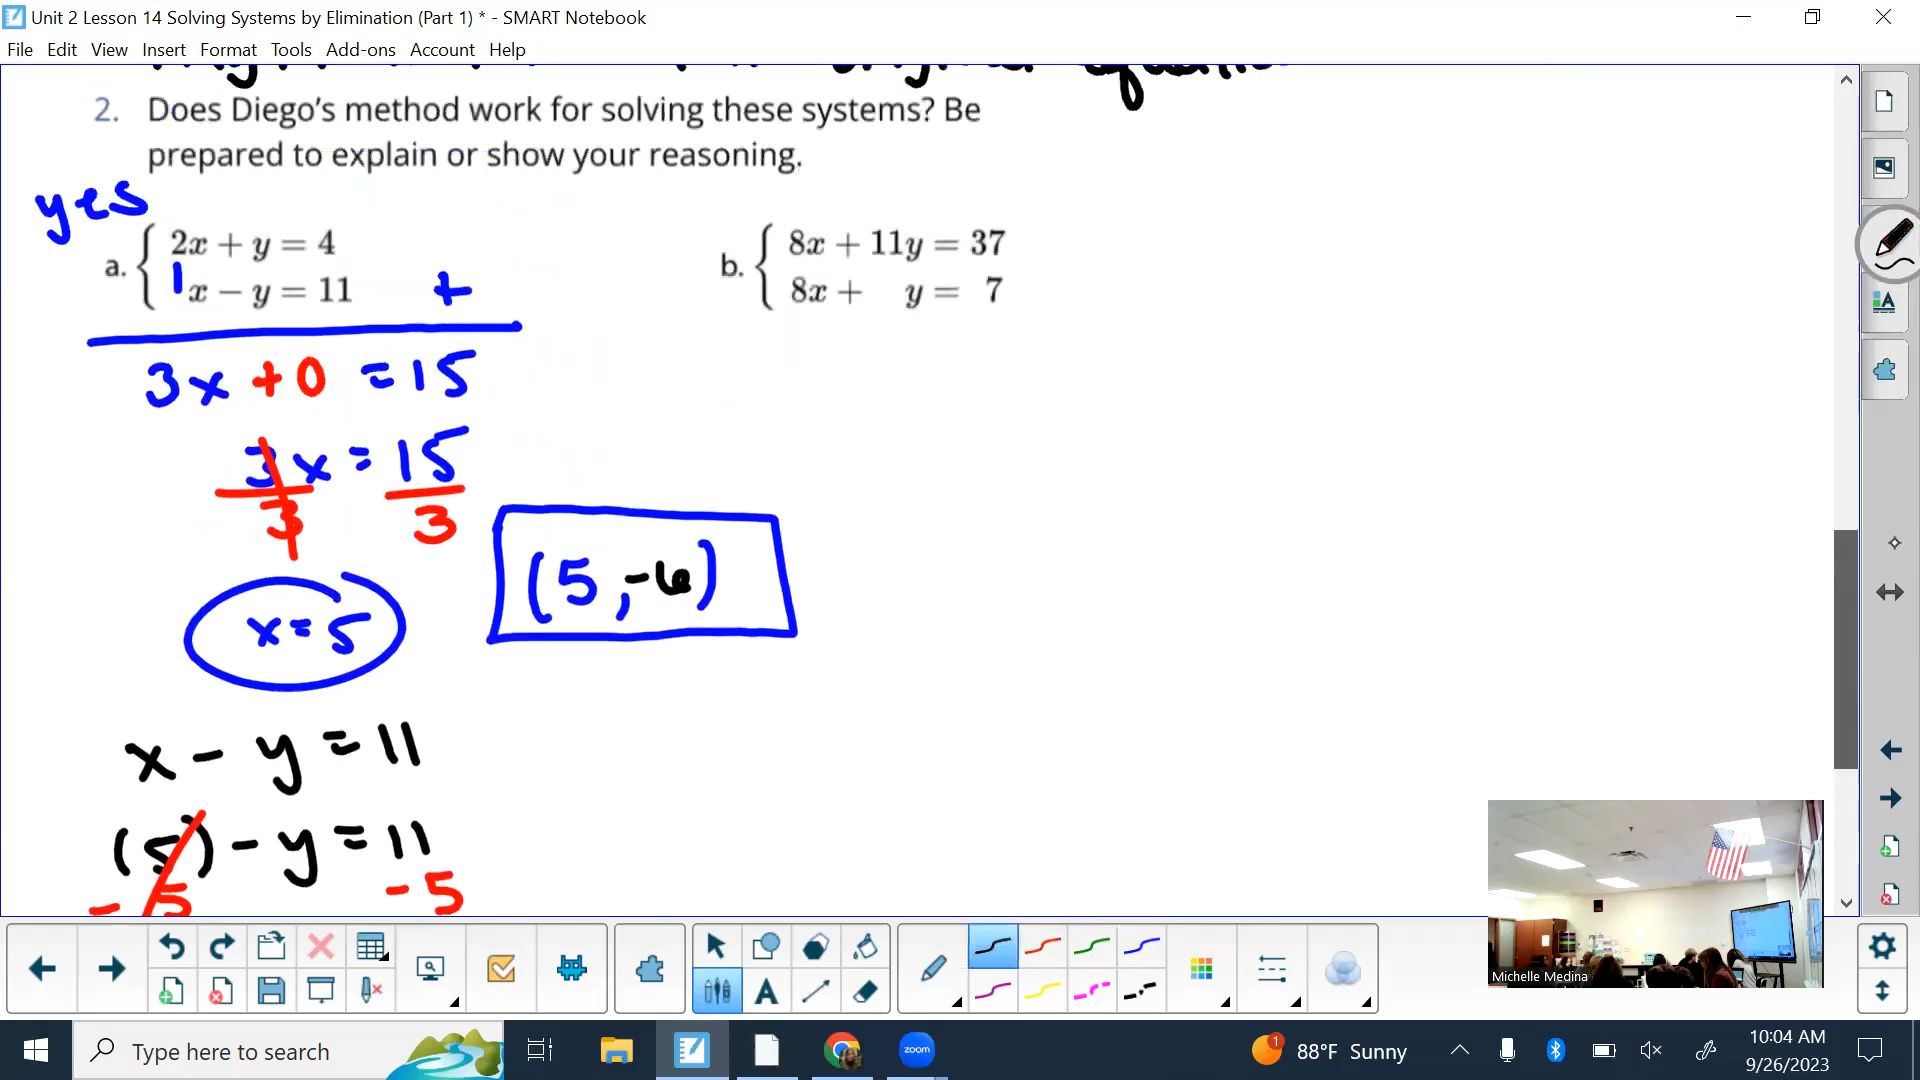 Unit 2 Lesson 14 Solving Systems by Elimination (Part 1) * - SMART Notebook
File Edit View Insert Format Tools Add-ons Account Help
2. Does Diego's method work for solving these systems? Be
prepared to explain or show your reasoning.
yes
a. { 2x + y = 4
1x − y = 11 +
3x + 0 = 15
3x = 15
3 3
x = 5
(5, -6)
x - y = 11
(5) - y = 11
- 5 - 5
b. { 8x + 11y = 37
8x + y = 7
Michelle Medina
Type here to search
zoom
1
88°F Sunny
10:04 AM
9/26/2023